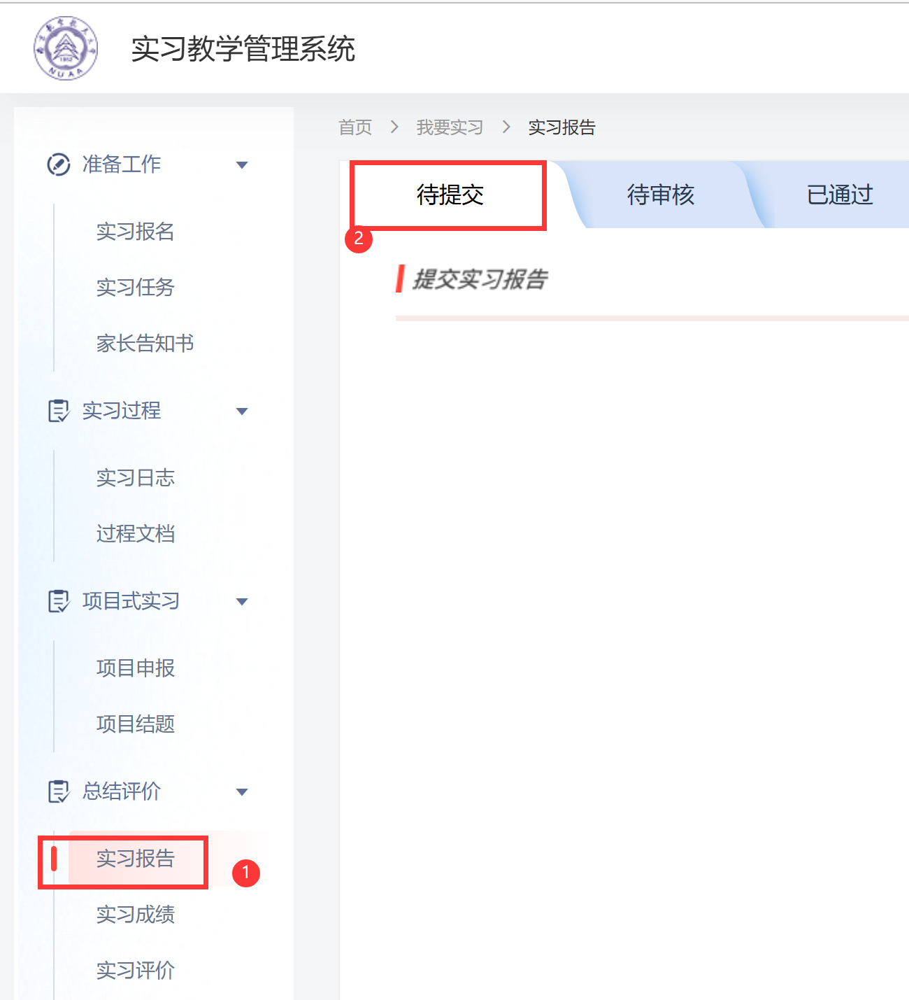 实习教学管理系统
NUAA
1952
首页 > 我要实习 > 实习报告
准备工作
实习报名
实习任务
家长告知书
实习过程
实习日志
过程文档
项目式实习
项目申报
项目结题
总结评价
实习报告
1
实习成绩
实习评价
待提交
待审核
已通过
2
提交实习报告